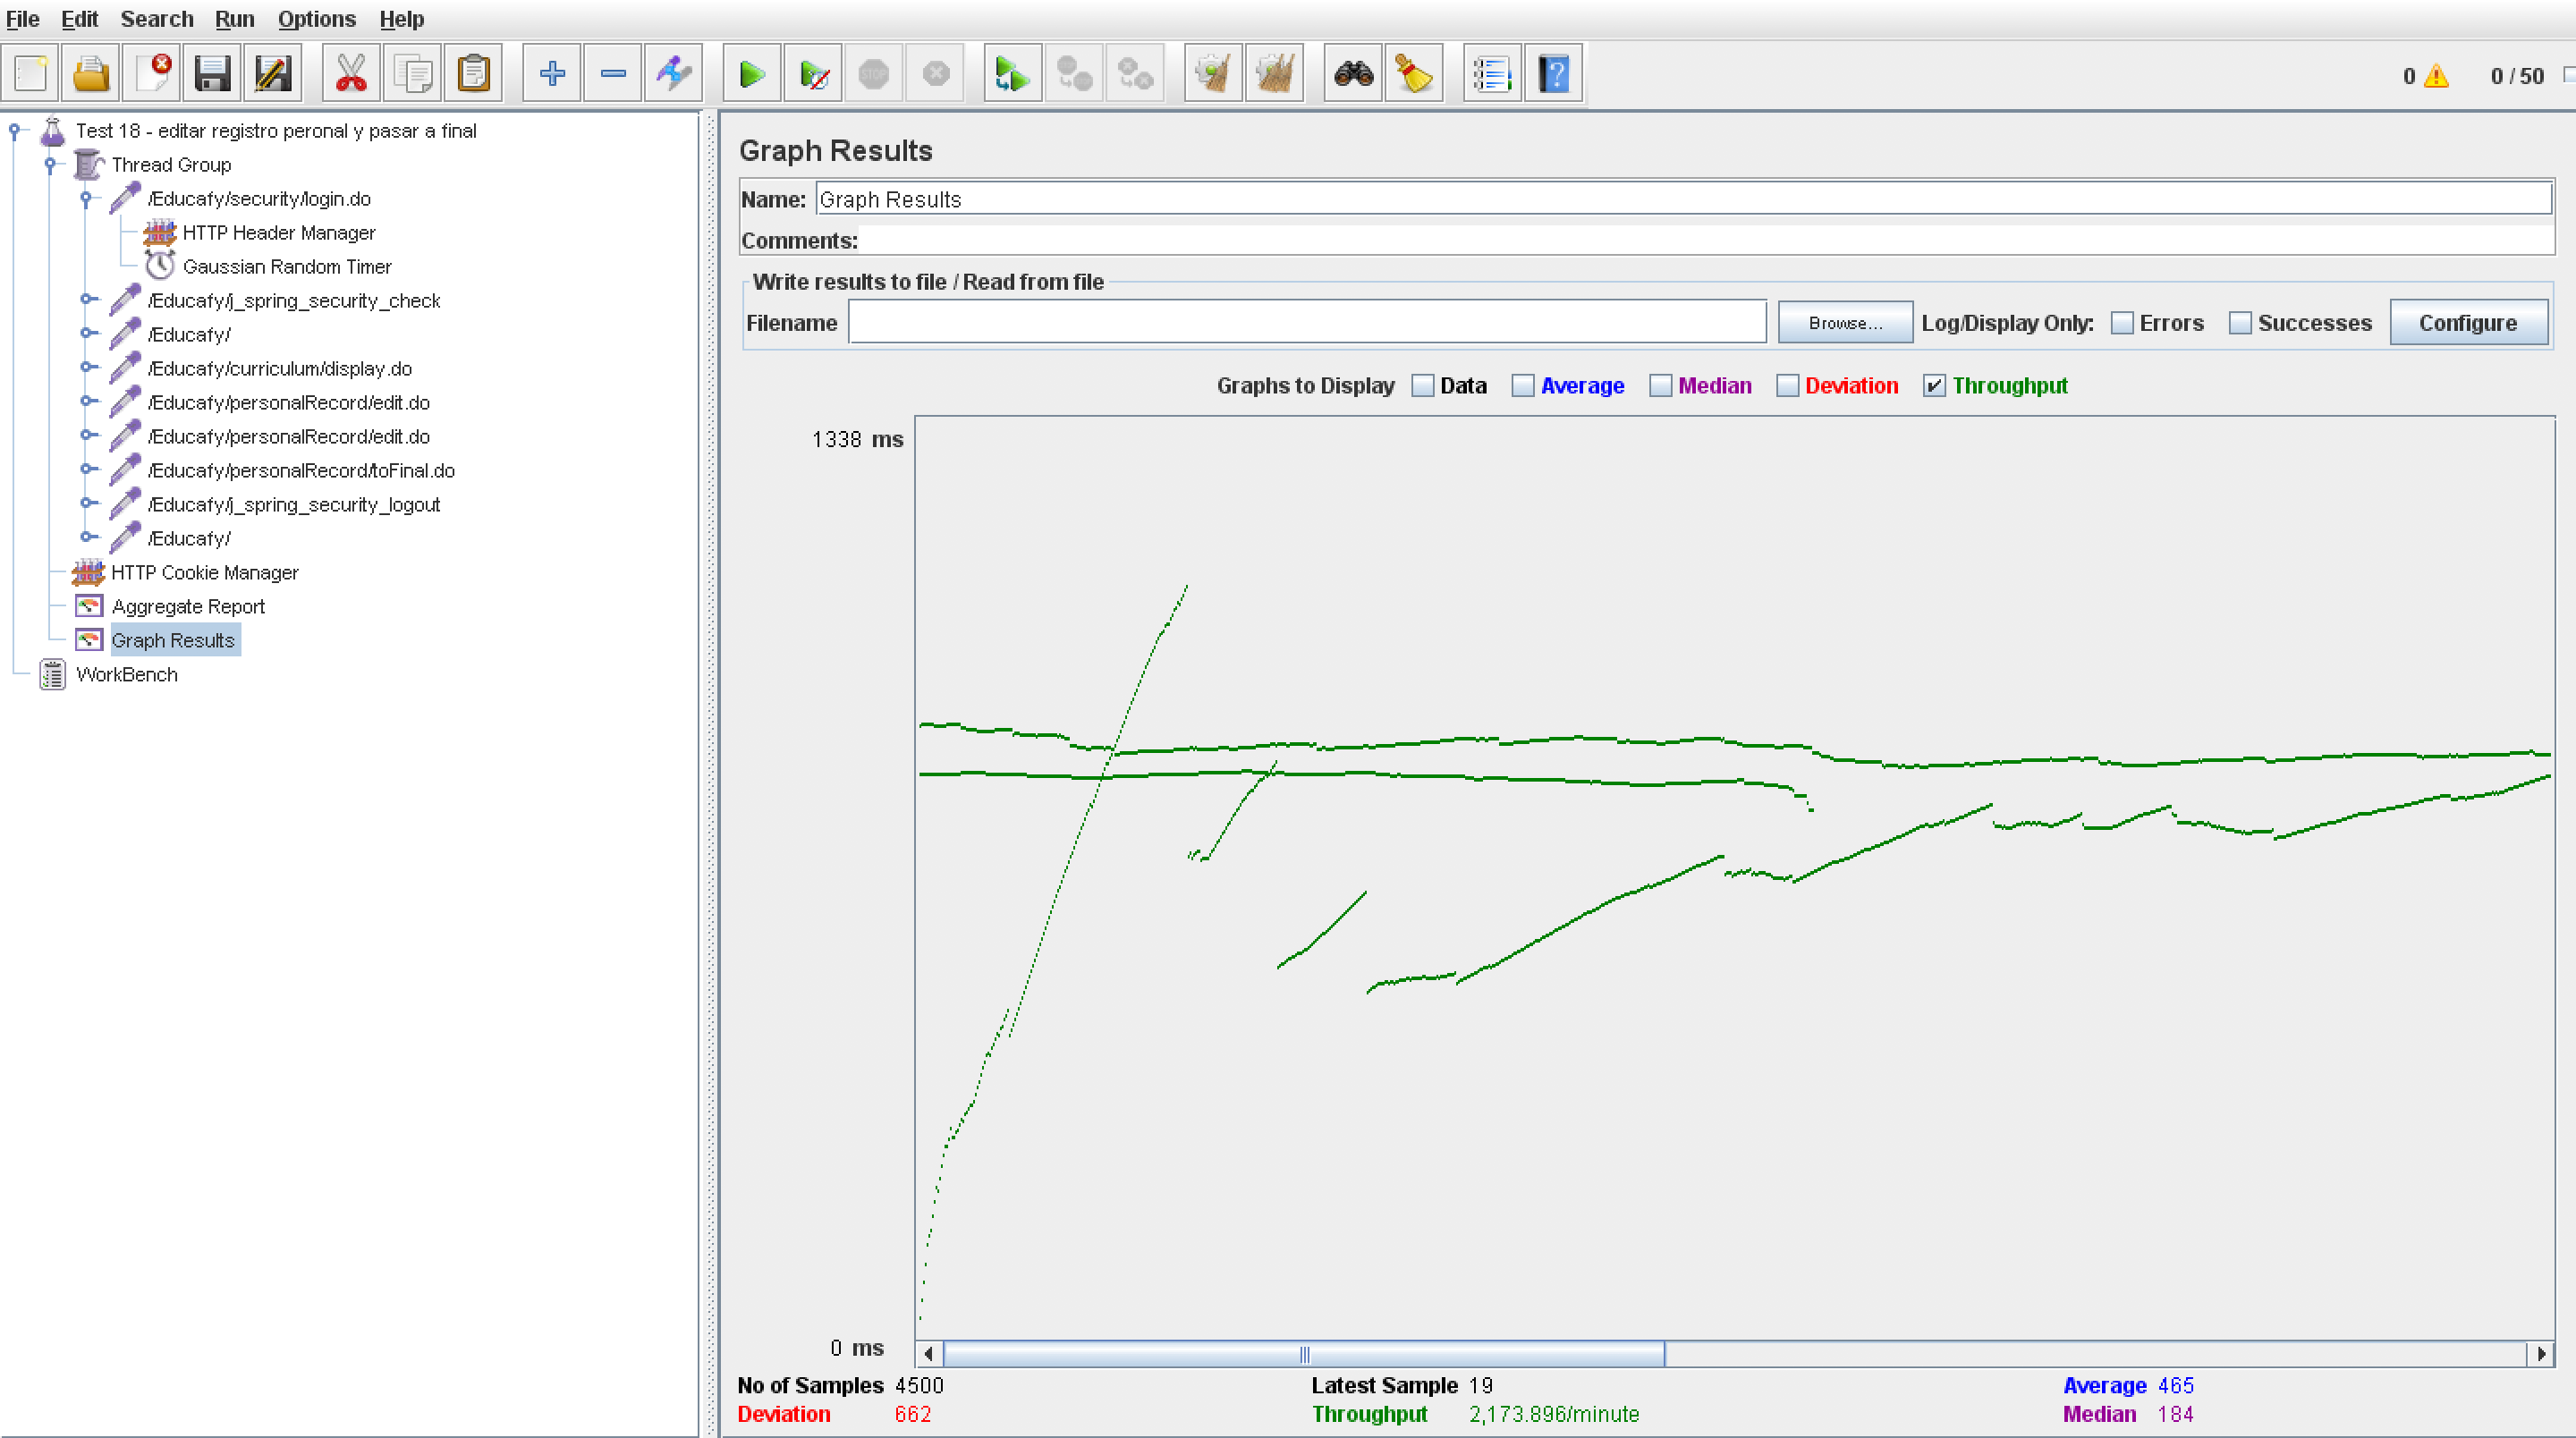 File Edit Search Run Options Help
STOP
0 0 / 50
Test 18 - editar registro peronal y pasar a final
Thread Group
/Educafy/security/login.do
HTTP Header Manager
Gaussian Random Timer
/Educafy/j_spring_security_check
/Educafy/
/Educafy/curriculum/display.do
/Educafy/personalRecord/edit.do
/Educafy/personalRecord/edit.do
/Educafy/personalRecord/toFinal.do
/Educafy/j_spring_security_logout
/Educafy/
HTTP Cookie Manager
Aggregate Report
Graph Results
WorkBench
Graph Results
Name: Graph Results
Comments:
Write results to file / Read from file
Filename Browse... Log/Display Only: Errors Successes Configure
Graphs to Display Data Average Median Deviation Throughput
1338 ms
0 ms
No of Samples 4500 Latest Sample 19 Average 465
Deviation 662 Throughput 2,173.896/minute Median 184